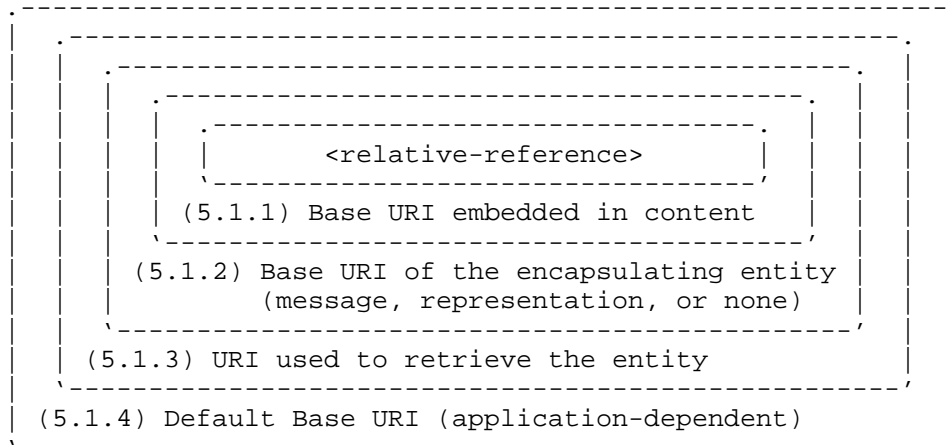 <relative-reference>
(5.1.1) Base URI embedded in content
(5.1.2) Base URI of the encapsulating entity
(message, representation, or none)
(5.1.3) URI used to retrieve the entity
(5.1.4) Default Base URI (application-dependent)